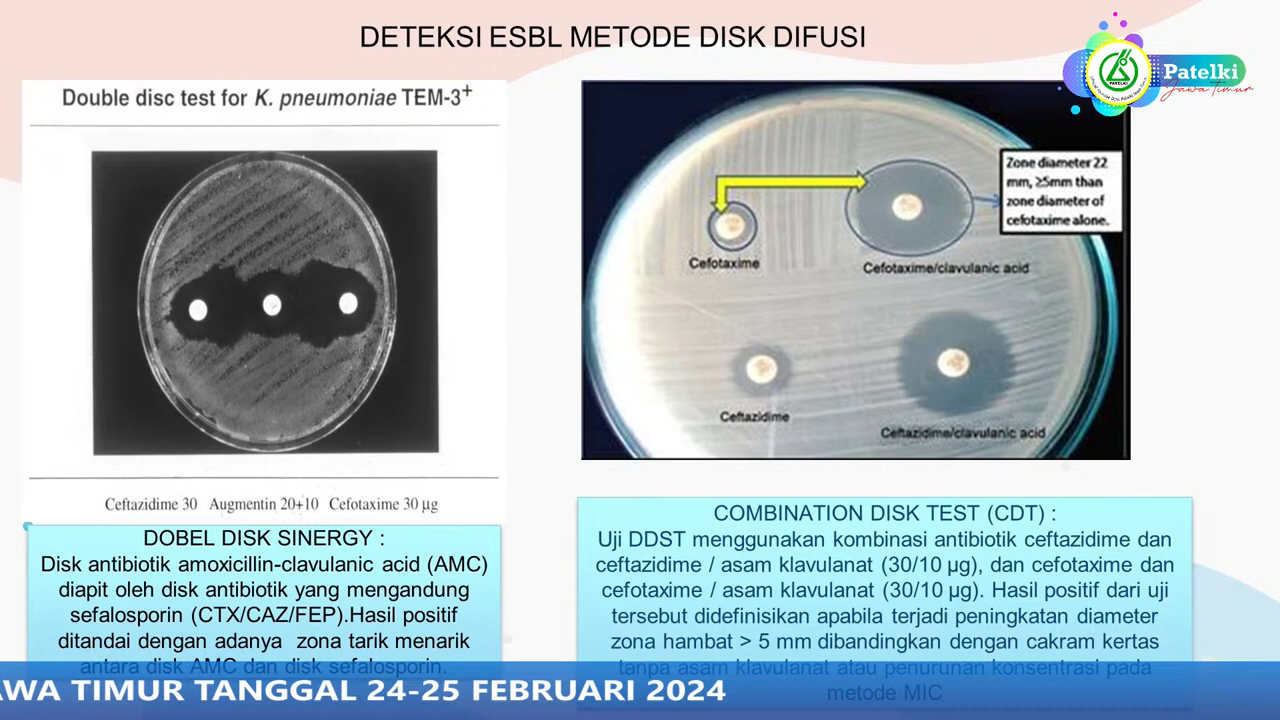 DETEKSI ESBL METODE DISK DIFUSI
PATELKI
Patelki
Jawa Timur
Double disc test for K. pneumoniae TEM-3+
Ceftazidime 30 Augmentin 20+10 Cefotaxime 30 µg
Zone diameter 22
mm, ≥5mm than
zone diameter of
cefotaxime alone.
Cefotaxime
Cefotaxime/clavulanic acid
Ceftazidime
Ceftazidime/clavulanic acid
DOBEL DISK SINERGY :
Disk antibiotik amoxicillin-clavulanic acid (AMC)
diapit oleh disk antibiotik yang mengandung
sefalosporin (CTX/CAZ/FEP).Hasil positif
ditandai dengan adanya zona tarik menarik
antara disk AMC dan disk sefalosporin.
COMBINATION DISK TEST (CDT) :
Uji DDST menggunakan kombinasi antibiotik ceftazidime dan
ceftazidime / asam klavulanat (30/10 µg), dan cefotaxime dan
cefotaxime / asam klavulanat (30/10 µg). Hasil positif dari uji
tersebut didefinisikan apabila terjadi peningkatan diameter
zona hambat > 5 mm dibandingkan dengan cakram kertas
tanpa asam klavulanat atau penurunan konsentrasi pada
metode MIC
AWA TIMUR TANGGAL 24-25 FEBRUARI 2024